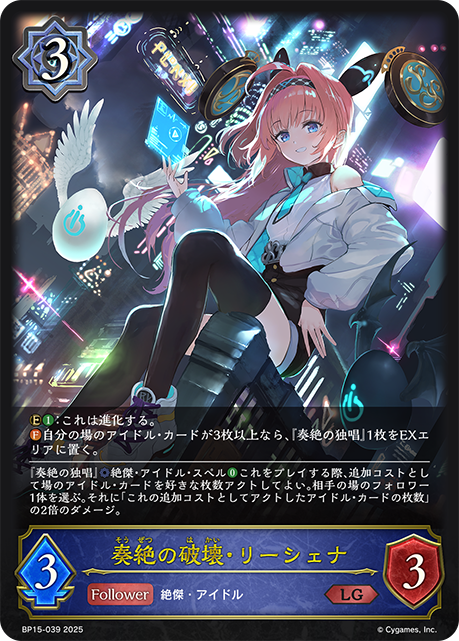 3
E 1:これは進化する。
F 自分の場のアイドル・カードが3枚以上なら、『奏絶の独唱』1枚をEXエ
リアに置く。
『奏絶の独唱』 絶傑・アイドル・スペル 0 これをプレイする際、追加コストとし
て場のアイドル・カードを好きな枚数アクトしてよい。相手の場のフォロワー
1体を選ぶ。それに「これの追加コストとしてアクトしたアイドル・カードの枚数」
の2倍のダメージ。
そうぜつ はかい
奏絶の破壊・リーシェナ
3
Follower 絶傑・アイドル LG
3
BP15-039 2025 © Cygames, Inc.